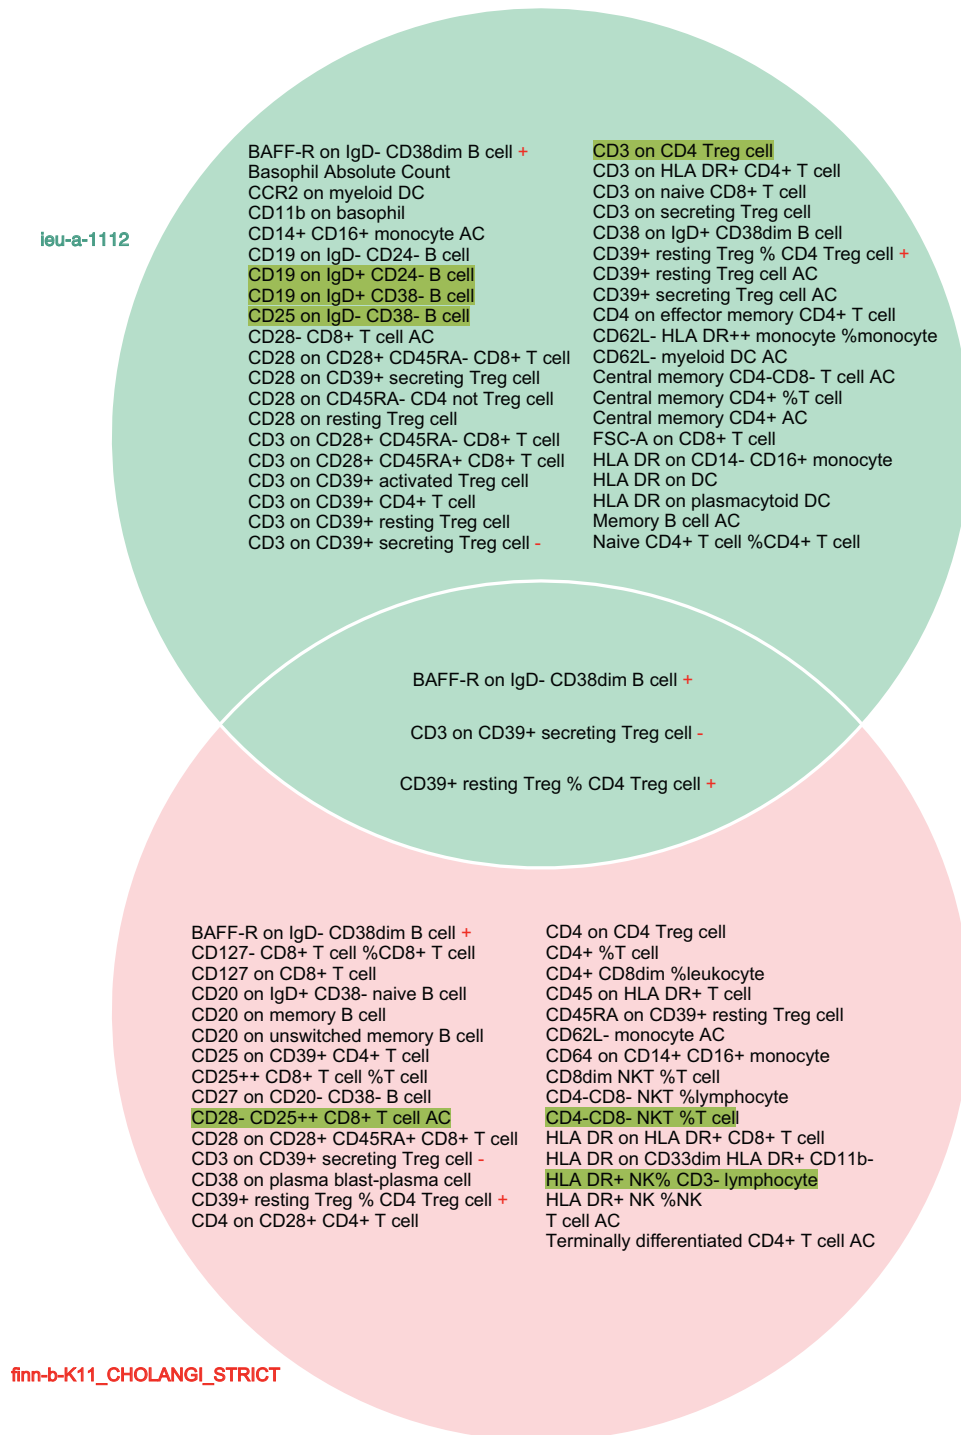 BAFF-R on IgD- CD38dim B cell +
Basophil Absolute Count
CCR2 on myeloid DC
CD11b on basophil
CD14+ CD16+ monocyte AC
CD19 on IgD- CD24- B cell
CD19 on IgD+ CD24- B cell
CD19 on IgD+ CD38- B cell
CD25 on IgD- CD38- B cell
CD28- CD8+ T cell AC
CD28 on CD28+ CD45RA- CD8+ T cell
CD28 on CD39+ secreting Treg cell
CD28 on CD45RA- CD4 not Treg cell
CD28 on resting Treg cell
CD3 on CD28+ CD45RA- CD8+ T cell
CD3 on CD28+ CD45RA+ CD8+ T cell
CD3 on CD39+ activated Treg cell
CD3 on CD39+ CD4+ T cell
CD3 on CD39+ resting Treg cell
CD3 on CD39+ secreting Treg cell -
CD3 on CD4 Treg cell
CD3 on HLA DR+ CD4+ T cell
CD3 on naive CD8+ T cell
CD3 on secreting Treg cell
CD38 on IgD+ CD38dim B cell
CD39+ resting Treg % CD4 Treg cell +
CD39+ resting Treg cell AC
CD39+ secreting Treg cell AC
CD4 on effector memory CD4+ T cell
CD62L- HLA DR++ monocyte %monocyte
CD62L- myeloid DC AC
Central memory CD4-CD8- T cell AC
Central memory CD4+ %T cell
Central memory CD4+ AC
FSC-A on CD8+ T cell
HLA DR on CD14- CD16+ monocyte
HLA DR on DC
HLA DR on plasmacytoid DC
Memory B cell AC
Naive CD4+ T cell %CD4+ T cell
ieu-a-1112
BAFF-R on IgD- CD38dim B cell +
CD3 on CD39+ secreting Treg cell -
CD39+ resting Treg % CD4 Treg cell +
BAFF-R on IgD- CD38dim B cell +
CD127- CD8+ T cell %CD8+ T cell
CD127 on CD8+ T cell
CD20 on IgD+ CD38- naive B cell
CD20 on memory B cell
CD20 on unswitched memory B cell
CD25 on CD39+ CD4+ T cell
CD25++ CD8+ T cell %T cell
CD27 on CD20- CD38- B cell
CD28- CD25++ CD8+ T cell AC
CD28 on CD28+ CD45RA+ CD8+ T cell
CD3 on CD39+ secreting Treg cell -
CD38 on plasma blast-plasma cell
CD39+ resting Treg % CD4 Treg cell +
CD4 on CD28+ CD4+ T cell
CD4 on CD4 Treg cell
CD4+ %T cell
CD4+ CD8dim %leukocyte
CD45 on HLA DR+ T cell
CD45RA on CD39+ resting Treg cell
CD62L- monocyte AC
CD64 on CD14+ CD16+ monocyte
CD8dim NKT %T cell
CD4-CD8- NKT %lymphocyte
CD4-CD8- NKT %T cell
HLA DR on HLA DR+ CD8+ T cell
HLA DR on CD33dim HLA DR+ CD11b-
HLA DR+ NK% CD3- lymphocyte
HLA DR+ NK %NK
T cell AC
Terminally differentiated CD4+ T cell AC
finn-b-K11_CHOLANGI_STRICT